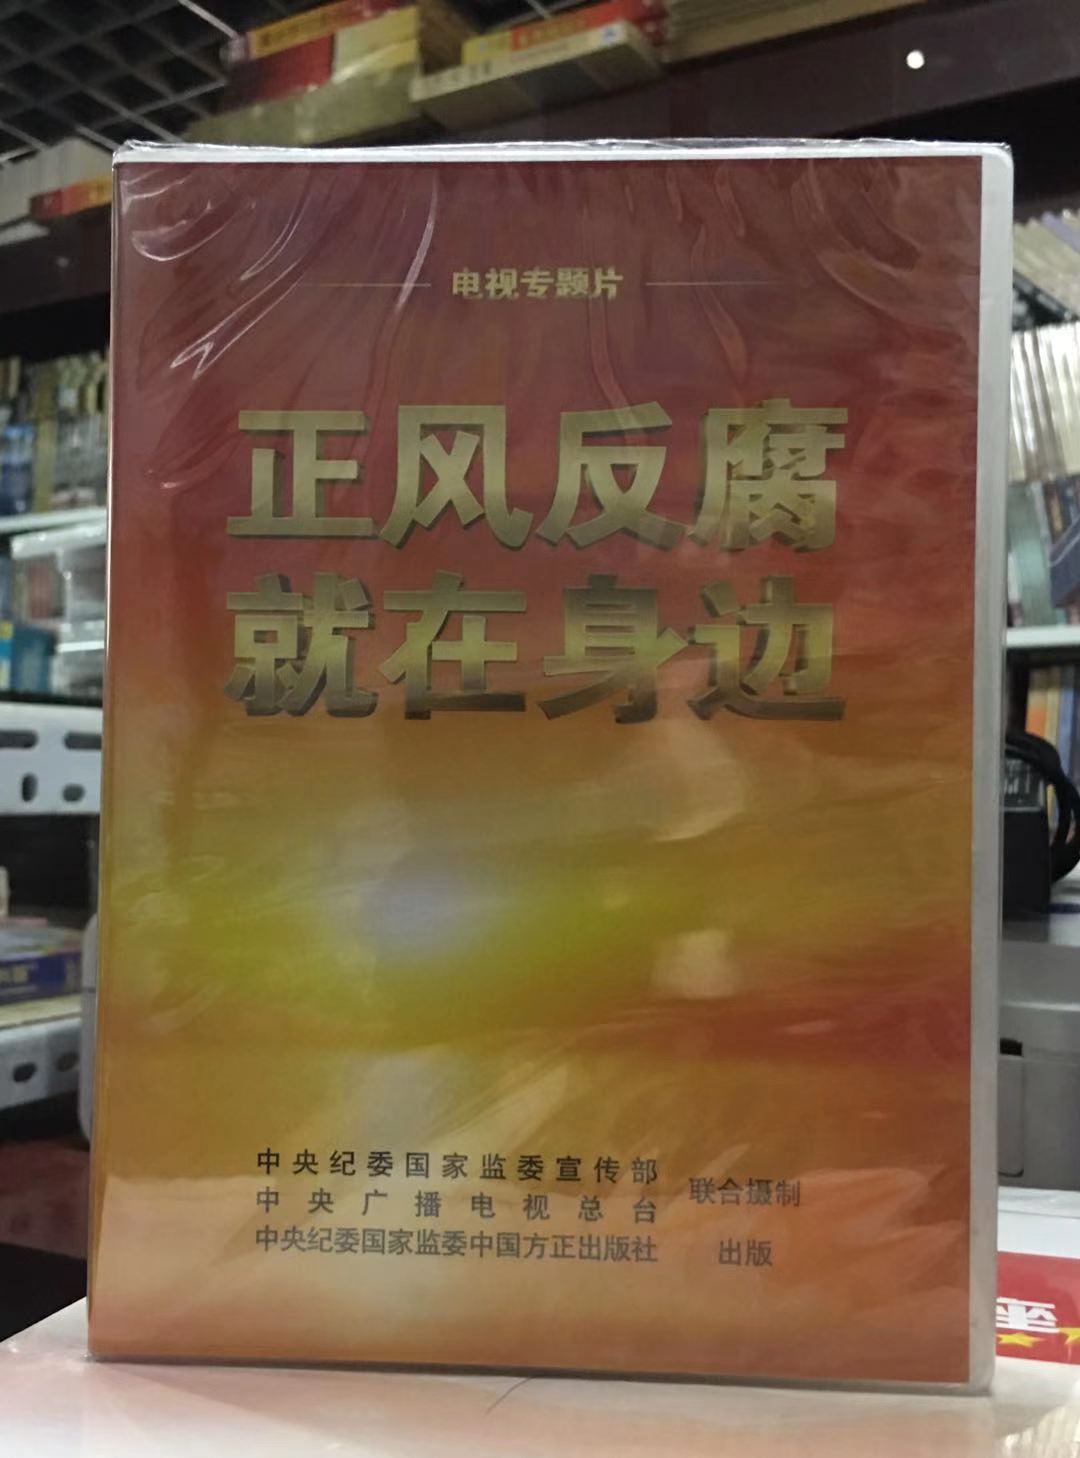 电视专题片
正风反腐
就在身边
中央纪委国家监委宣传部
中央广播电视总台
联合摄制
中央纪委国家监委中国方正出版社 出版
座